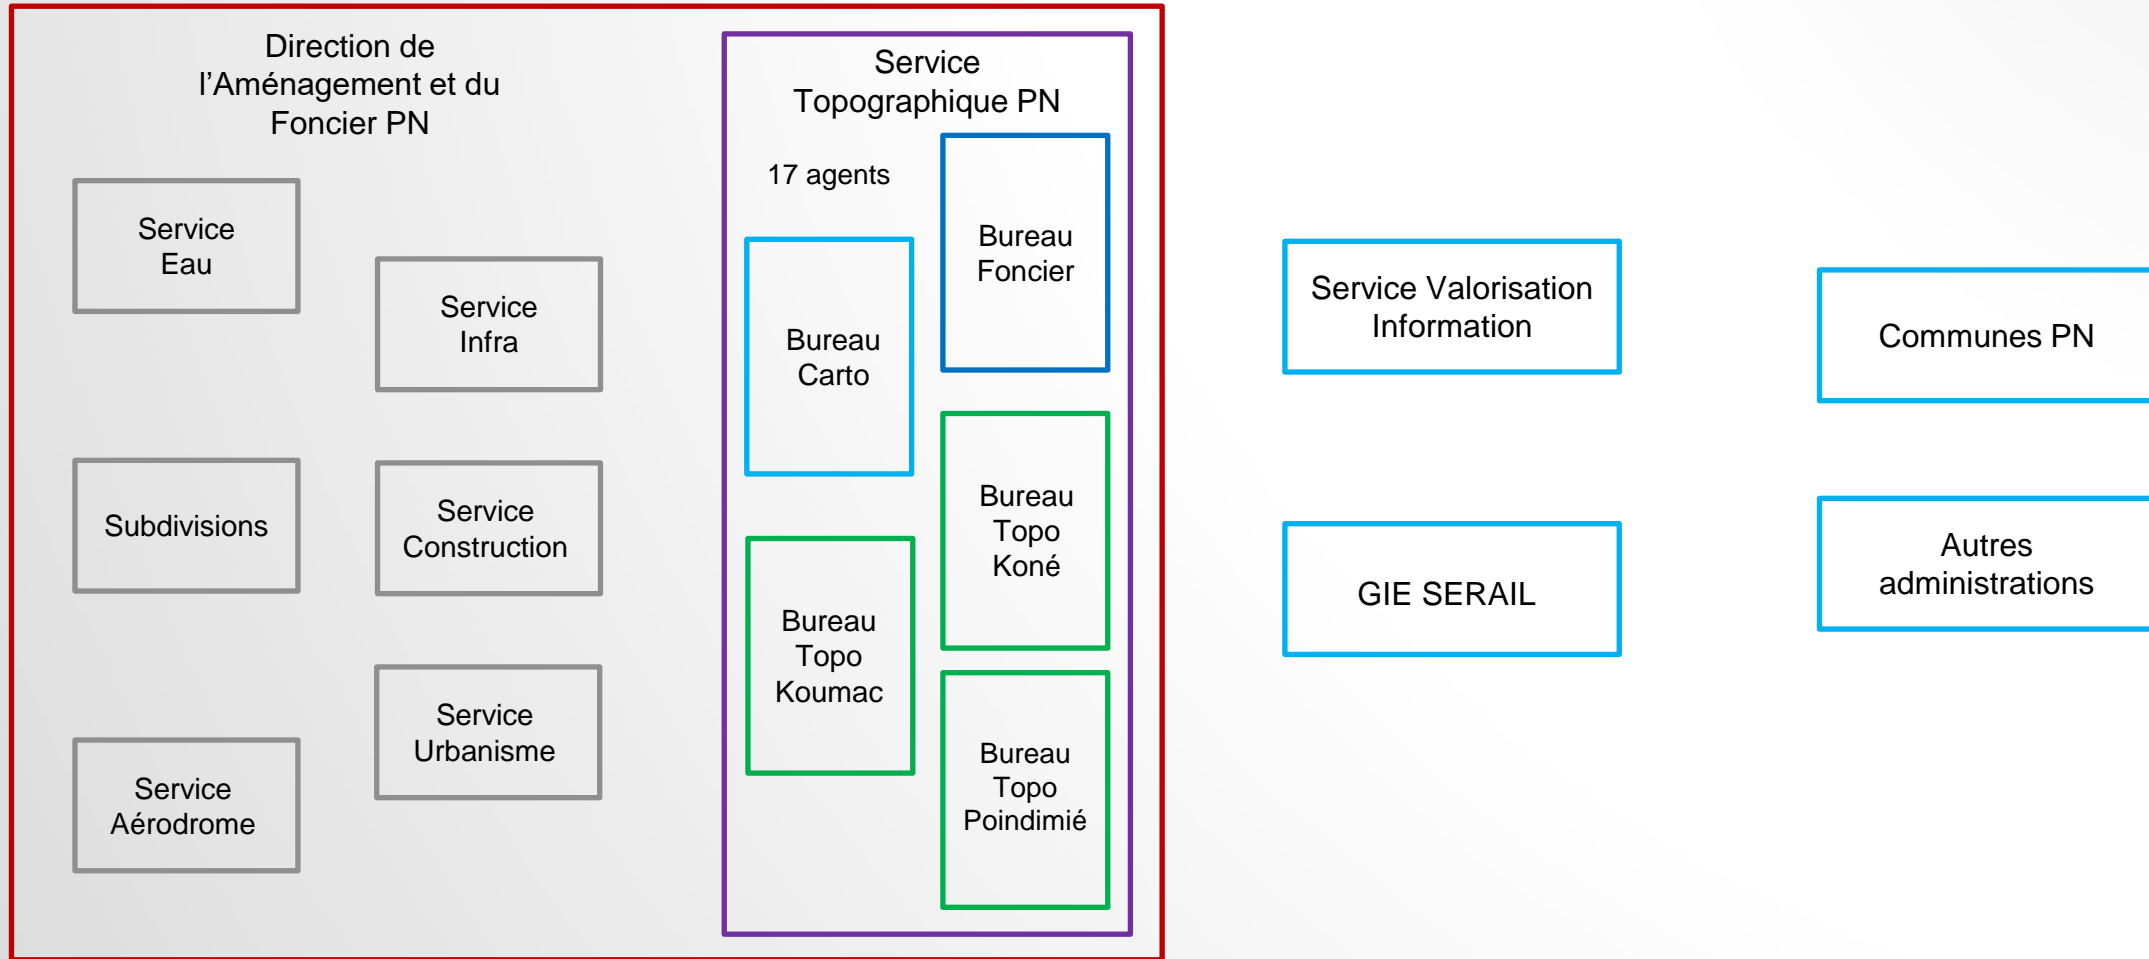 Direction de
l’Aménagement et du
Foncier PN
Service
Eau
Service
Infra
Subdivisions
Service
Construction
Service
Urbanisme
Service
Aérodrome
Service
Topographique PN
17 agents
Bureau
Foncier
Bureau
Carto
Bureau
Topo
Koné
Bureau
Topo
Koumac
Bureau
Topo
Poindimié
Service Valorisation
Information
Communes PN
GIE SERAIL
Autres
administrations